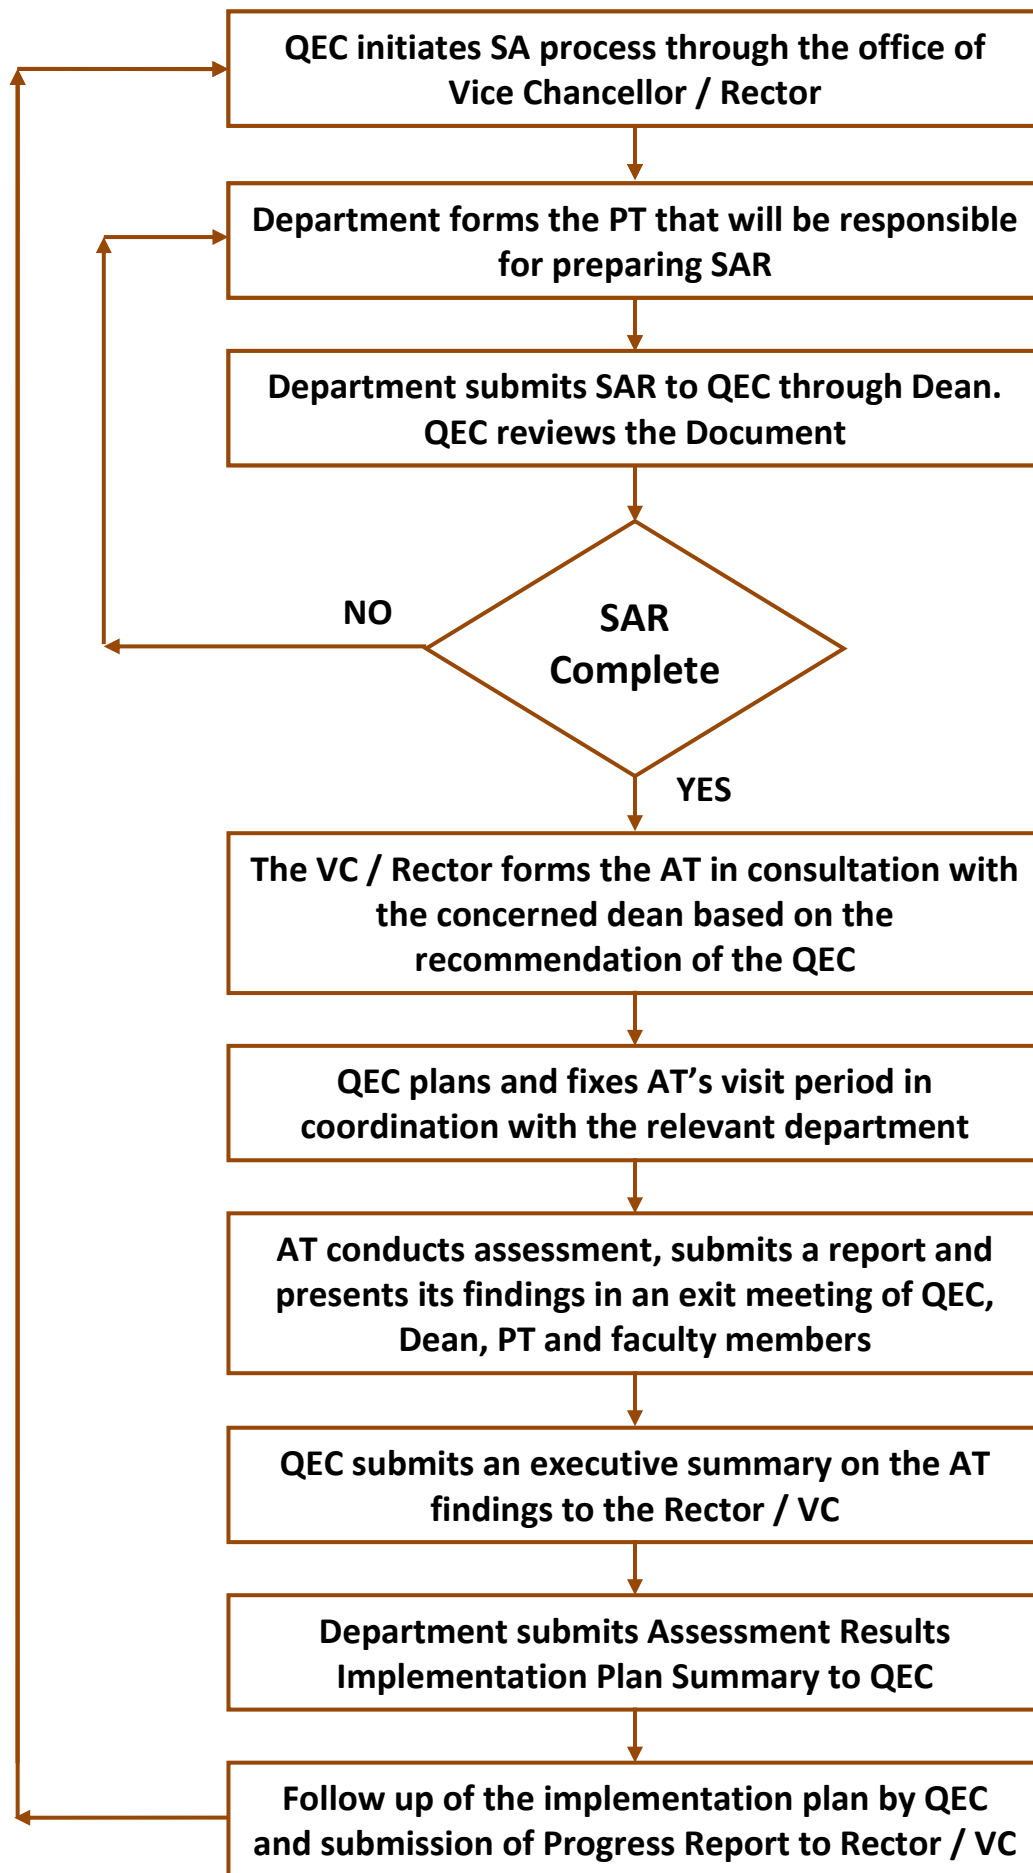 QEC initiates SA process through the office of
Vice Chancellor / Rector
Department forms the PT that will be responsible
for preparing SAR
Department submits SAR to QEC through Dean.
QEC reviews the Document
NO
SAR
Complete
YES
The VC / Rector forms the AT in consultation with
the concerned dean based on the
recommendation of the QEC
QEC plans and fixes AT’s visit period in
coordination with the relevant department
AT conducts assessment, submits a report and
presents its findings in an exit meeting of QEC,
Dean, PT and faculty members
QEC submits an executive summary on the AT
findings to the Rector / VC
Department submits Assessment Results
Implementation Plan Summary to QEC
Follow up of the implementation plan by QEC
and submission of Progress Report to Rector / VC